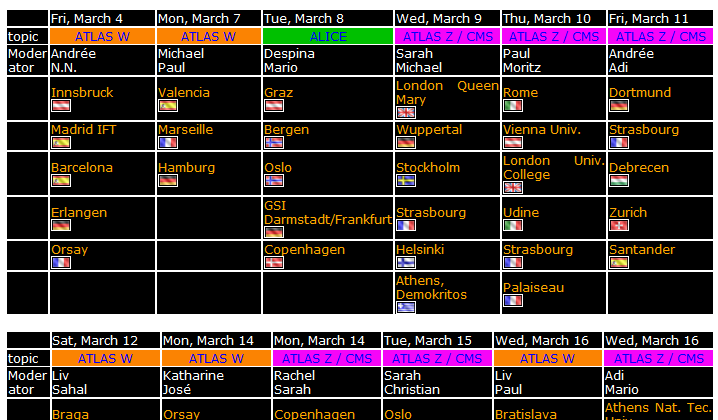 Fri, March 4 Mon, March 7 Tue, March 8 Wed, March 9 Thu, March 10 Fri, March 11
topic ATLAS W ATLAS W ALICE ATLAS Z / CMS ATLAS Z / CMS ATLAS Z / CMS
Moder Andrée Michael Despina Sarah Paul Andrée
ator N.N. Paul Mario Michael Moritz Adi
Innsbruck Valencia Graz London Queen Mary Rome Dortmund
Madrid IFT Marseille Bergen Wuppertal Vienna Univ. Strasbourg
Barcelona Hamburg Oslo Stockholm London Univ. College Debrecen
Erlangen GSI Darmstadt/Frankfurt Strasbourg Udine Zurich
Orsay Copenhagen Helsinki Strasbourg Santander
Athens, Demokritos Palaiseau
Sat, March 12 Mon, March 14 Mon, March 14 Tue, March 15 Wed, March 16 Wed, March 16
topic ATLAS W ATLAS W ATLAS Z / CMS ATLAS Z / CMS ATLAS W ATLAS Z / CMS
Moder Liv Katharine Rachel Sarah Liv Adi
ator Sahal José Sarah Christian Paul Mario
Braga Orsay Copenhagen Oslo Bratislava Athens Nat. Tec.